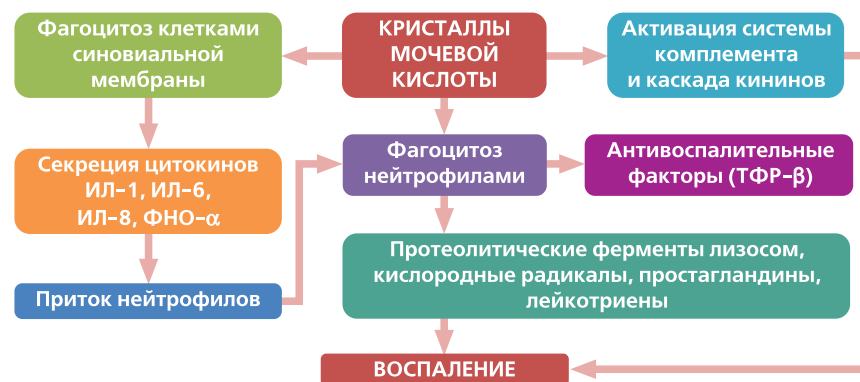 Фагоцитоз клетками
синовиальной
мембраны
КРИСТАЛЛЫ
МОЧЕВОЙ
КИСЛОТЫ
Активация системы
комплемента
и каскада кининов
Секреция цитокинов
ИЛ–1, ИЛ–6,
ИЛ–8, ФНО–α
Фагоцитоз
нейтрофилами
Антивоспалительные
факторы (ТФР–β)
Приток нейтрофилов
Протеолитические ферменты лизосом,
кислородные радикалы, простагландины,
лейкотриены
ВОСПАЛЕНИЕ